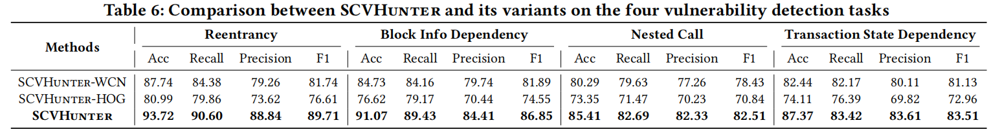 Table 6: Comparison between SCVHUNTER and its variants on the four vulnerability detection tasks
Methods Reentrancy Block Info Dependency Nested Call Transaction State Dependency
Acc Recall Precision F1 Acc Recall Precision F1 Acc Recall Precision F1 Acc Recall Precision F1
SCVHUNTER-WCN 87.74 84.38 79.26 81.74 84.73 84.16 79.74 81.89 80.29 79.63 77.26 78.43 82.44 82.17 80.11 81.13
SCVHUNTER-HOG 80.99 79.86 73.62 76.61 76.62 79.17 70.44 74.55 73.35 71.47 70.23 70.84 74.11 76.39 69.82 72.96
SCVHUNTER 93.72 90.60 88.84 89.71 91.07 89.43 84.41 86.85 85.41 82.69 82.33 82.51 87.37 83.42 83.61 83.51